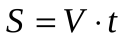 S = V · t